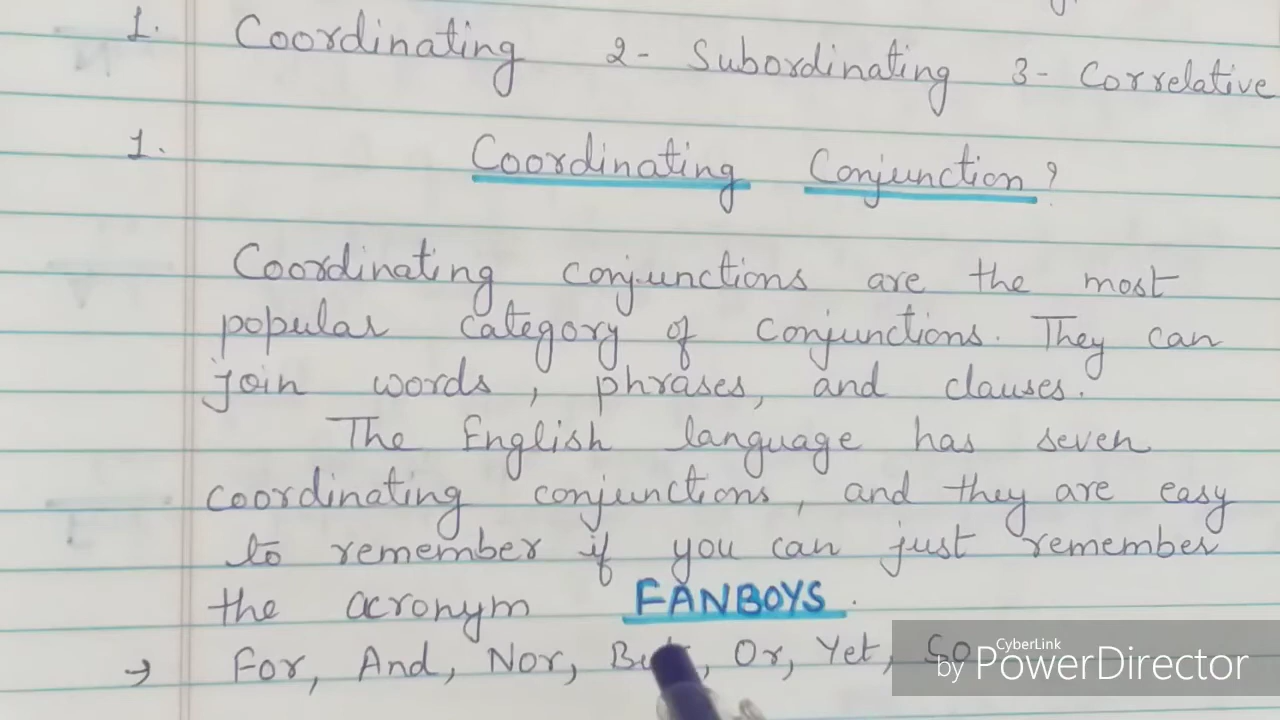 1. Coordinating 2- Subordinating 3- Correlative
1. Coordinating Conjunction?
Coordinating conjunctions are the most
popular category of conjunctions. They can
join words, phrases, and clauses.
The English language has seven
coordinating conjunctions, and they are easy
to remember if you can just remember
the acronym FANBOYS.
→ For, And, Nor, But, Or, Yet, So
CyberLink
by PowerDirector